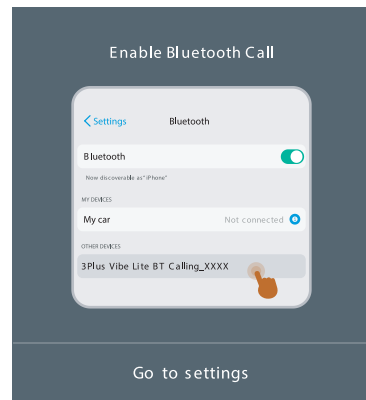 Enable Bluetooth Call
Settings Bluetooth
Bluetooth
Now discoverable as"iPhone"
MY DEVICES
My car Not connected
OTHER DEVICES
3Plus Vibe Lite BT Calling_XXXX
Go to settings